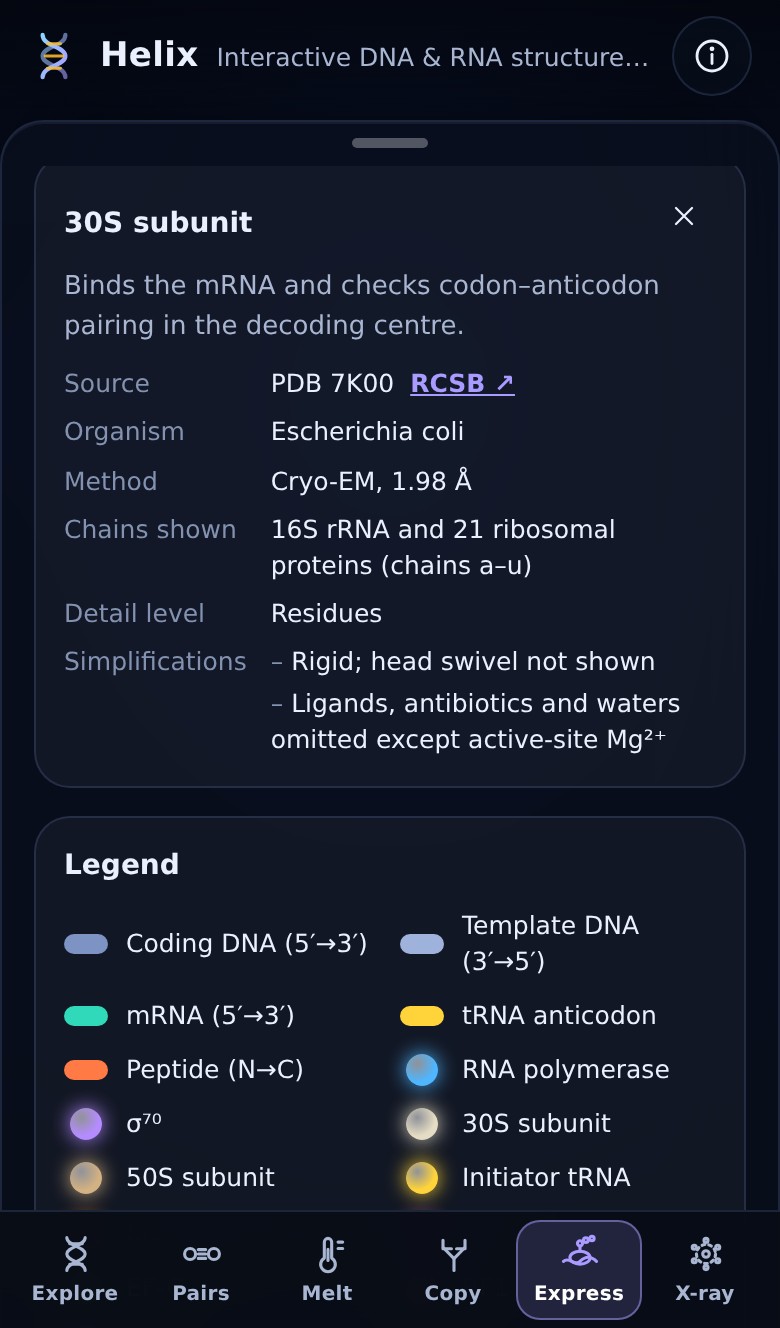 Helix Interactive DNA & RNA structure...
30S subunit
Binds the mRNA and checks codon–anticodon
pairing in the decoding centre.
Source PDB 7K00 RCSB ↗
Organism Escherichia coli
Method Cryo-EM, 1.98 Å
Chains shown 16S rRNA and 21 ribosomal
proteins (chains a–u)
Detail level Residues
Simplifications – Rigid; head swivel not shown
– Ligands, antibiotics and waters
omitted except active-site Mg²⁺
Legend
Coding DNA (5′→3′) Template DNA
(3′→5′)
mRNA (5′→3′) tRNA anticodon
Peptide (N→C) RNA polymerase
σ⁷⁰ 30S subunit
50S subunit Initiator tRNA
Explore Pairs Melt Copy Express X-ray